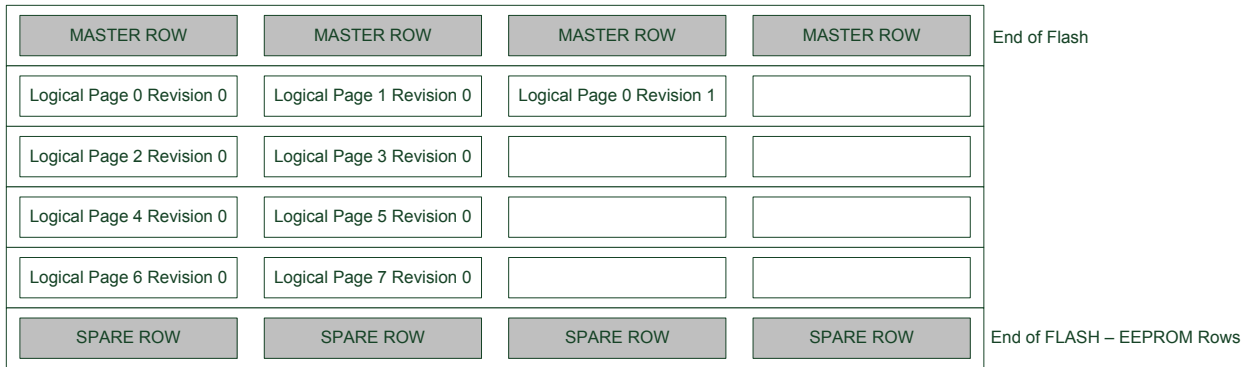 MASTER ROW MASTER ROW MASTER ROW MASTER ROW End of Flash
Logical Page 0 Revision 0 Logical Page 1 Revision 0 Logical Page 0 Revision 1
Logical Page 2 Revision 0 Logical Page 3 Revision 0
Logical Page 4 Revision 0 Logical Page 5 Revision 0
Logical Page 6 Revision 0 Logical Page 7 Revision 0
SPARE ROW SPARE ROW SPARE ROW SPARE ROW End of FLASH – EEPROM Rows